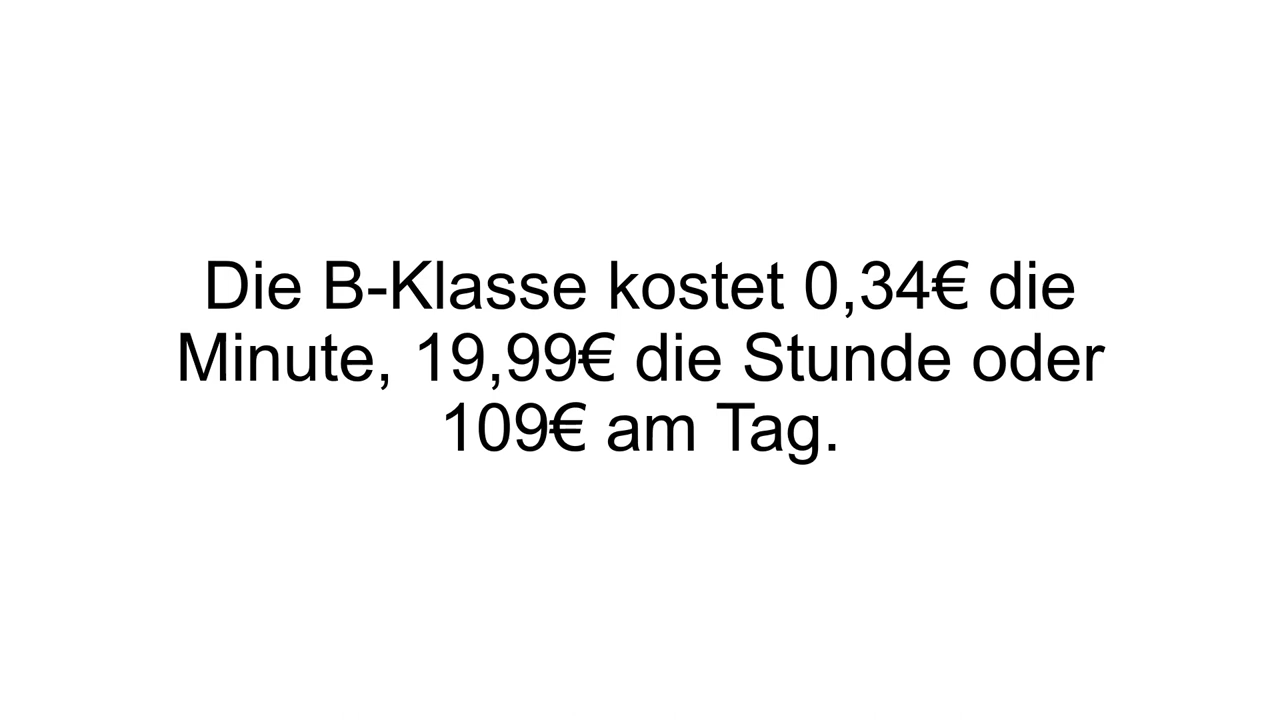 Die B-Klasse kostet 0,34€ die
Minute, 19,99€ die Stunde oder
109€ am Tag.